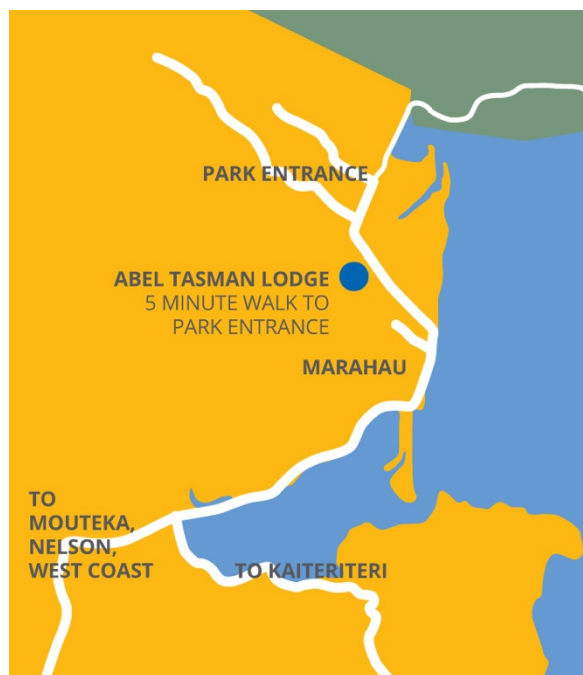 PARK ENTRANCE
ABEL TASMAN LODGE
5 MINUTE WALK TO
PARK ENTRANCE
MARAHAU
TO
MOUTEKA,
NELSON,
WEST COAST
TO KAITERITERI